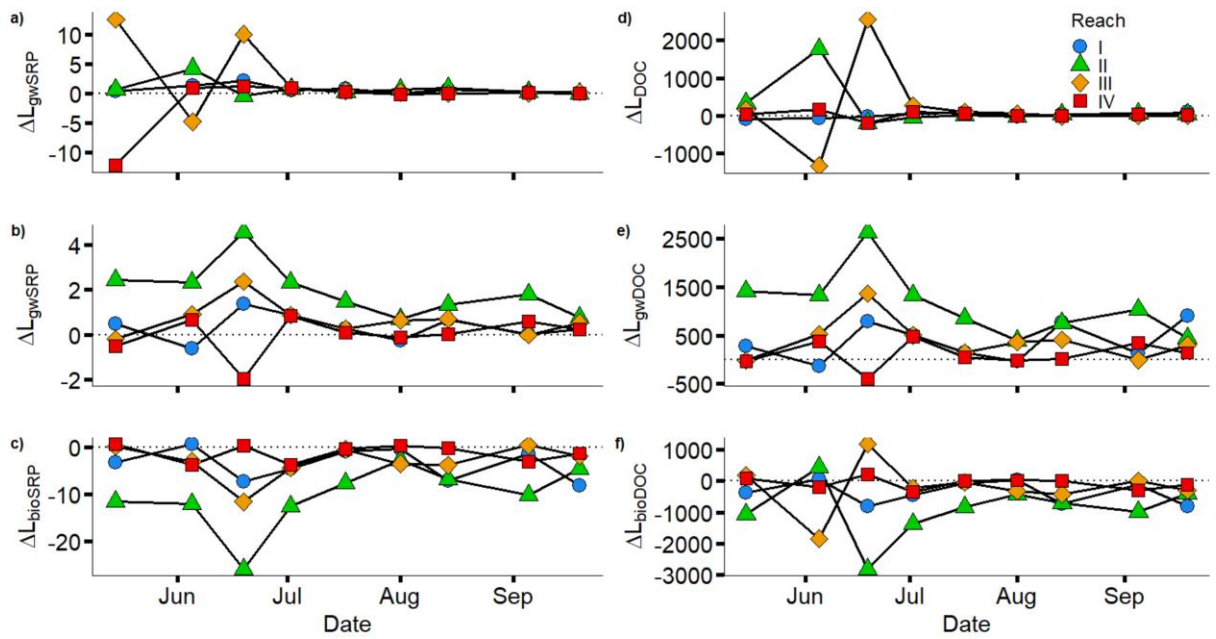 a)
ΔLgwSRP
10
5
0
-5
-10
b)
ΔLgwSRP
4
2
0
-2
c)
ΔLbioSRP
0
-10
-20
Jun
Jul
Aug
Sep
Date
d)
ΔLDOC
2000
1000
0
-1000
Reach
I
II
III
IV
e)
ΔLgwDOC
2500
1500
500
-500
f)
ΔLbioDOC
1000
0
-1000
-2000
-3000
Jun
Jul
Aug
Sep
Date